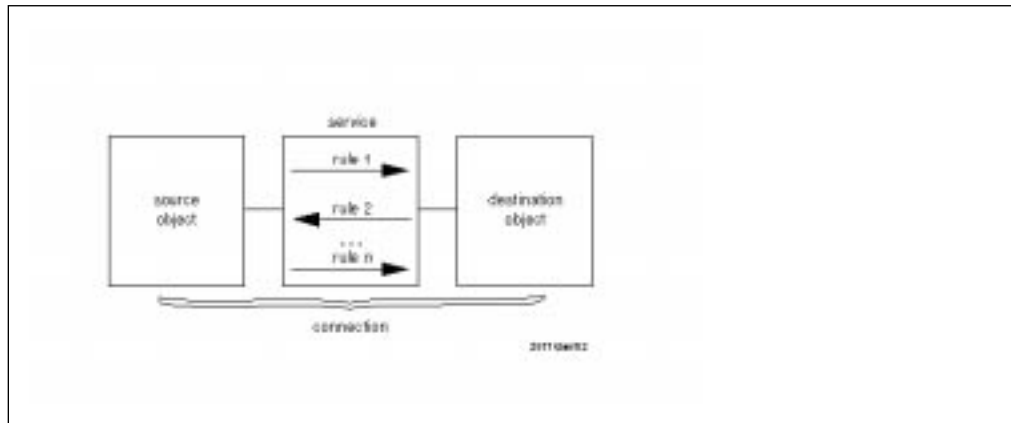 service
rule 1
source
object
rule 2
destination
object
...
rule n
connection